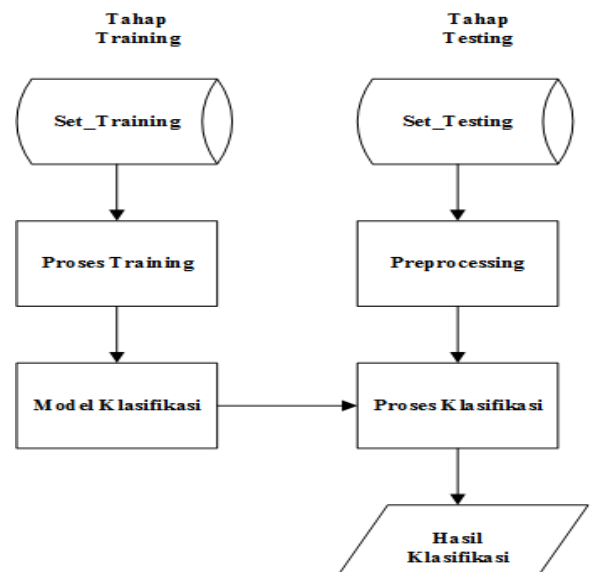 Tahap
Training
Tahap
Testing
Set_Training
Set_Testing
Proses Training
Preprocessing
Model Klasifikasi
Proses Klasifikasi
Hasil
Klasifikasi